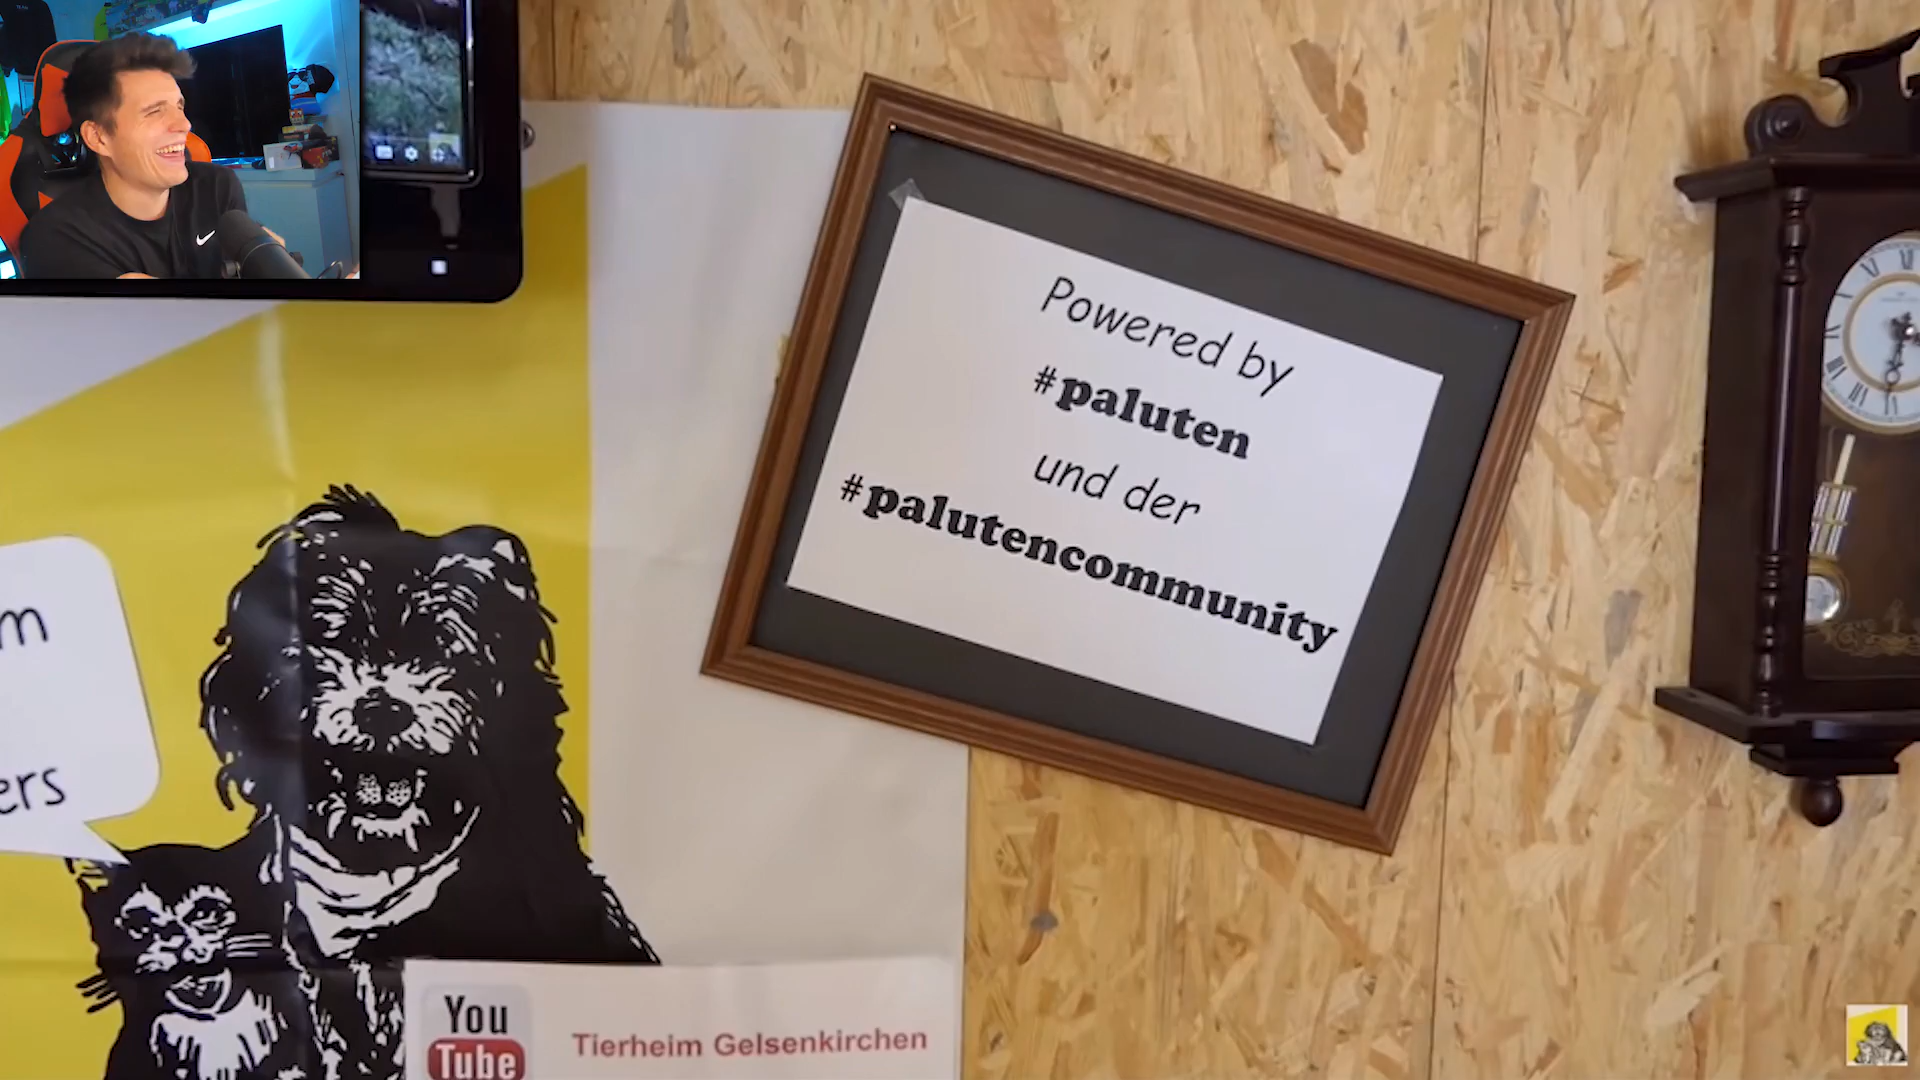 Powered by
#paluten
und der
#palutencommunity
m
ers
You
Tube
Tierheim Gelsenkirchen